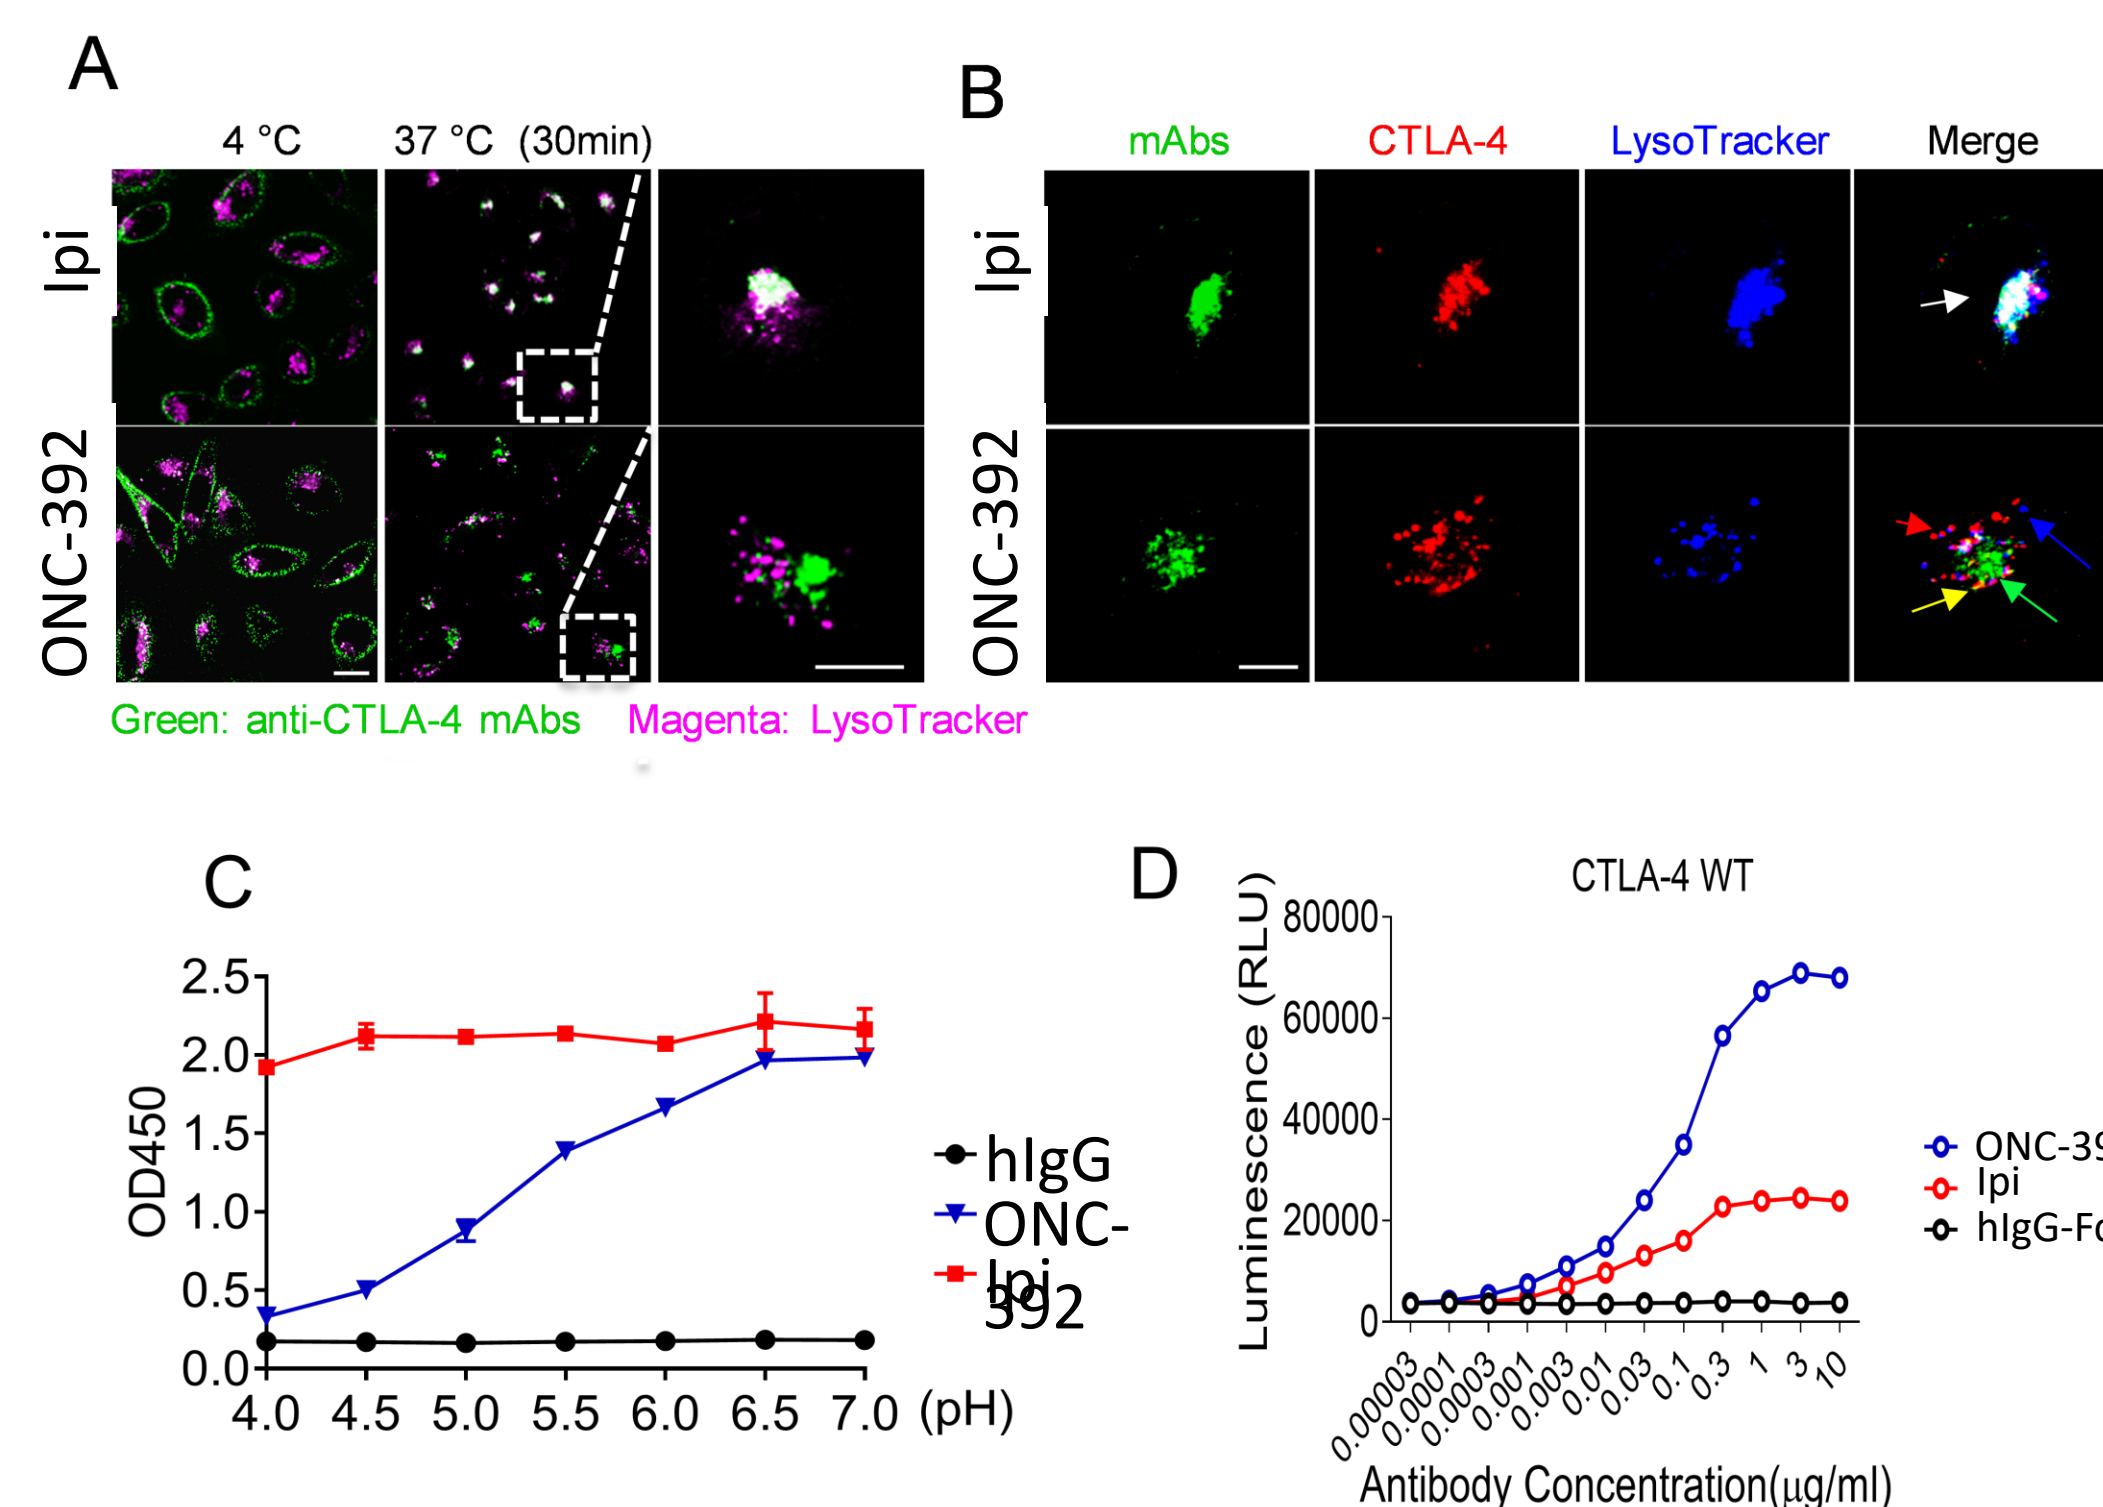 A
4 °C
37 °C (30min)
Ipi
ONC-392
Green: anti-CTLA-4 mAbs
Magenta: LysoTracker
B
mAbs
CTLA-4
LysoTracker
Merge
Ipi
ONC-392
C
OD450
2.5
2.0
1.5
1.0
0.5
0.0
4.0 4.5 5.0 5.5 6.0 6.5 7.0 (pH)
hIgG
ONC-
392
Ipi
D
CTLA-4 WT
Luminescence (RLU)
80000
60000
40000
20000
0
0.00003 0.0001 0.0003 0.001 0.003 0.01 0.03 0.1 0.3 1 3 10
Antibody Concentration(μg/ml)
ONC-39
Ipi
hIgG-Fc